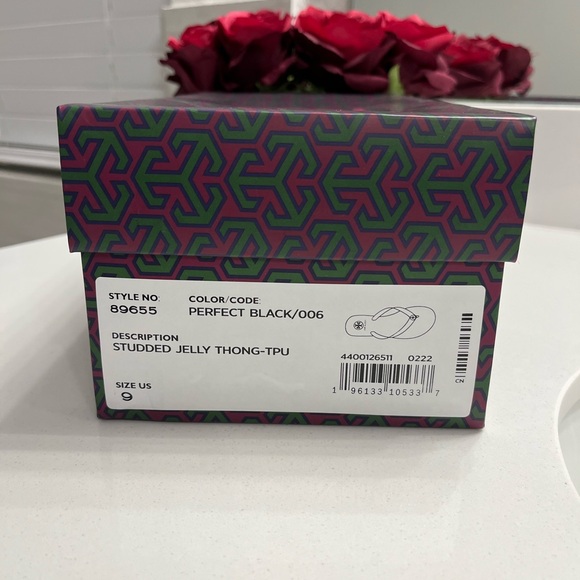 STYLE NO: COLOR/CODE:
89655 PERFECT BLACK/006
DESCRIPTION
STUDDED JELLY THONG-TPU
4400126511 0222
SIZE US
9
1 96133 10533 7
CN